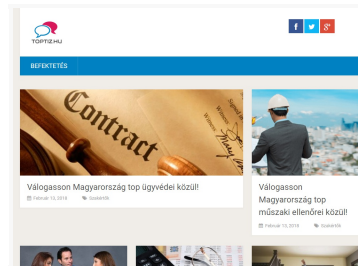 TOPTIZ.HU
BEFEKTETÉS
Contract
Válogasson Magyarország top ügyvédei közül!
Február 13, 2018 Szakértők
Válogasson
Magyarország top
műszaki ellenőrei közül!
Február 13, 2018 Szakértők